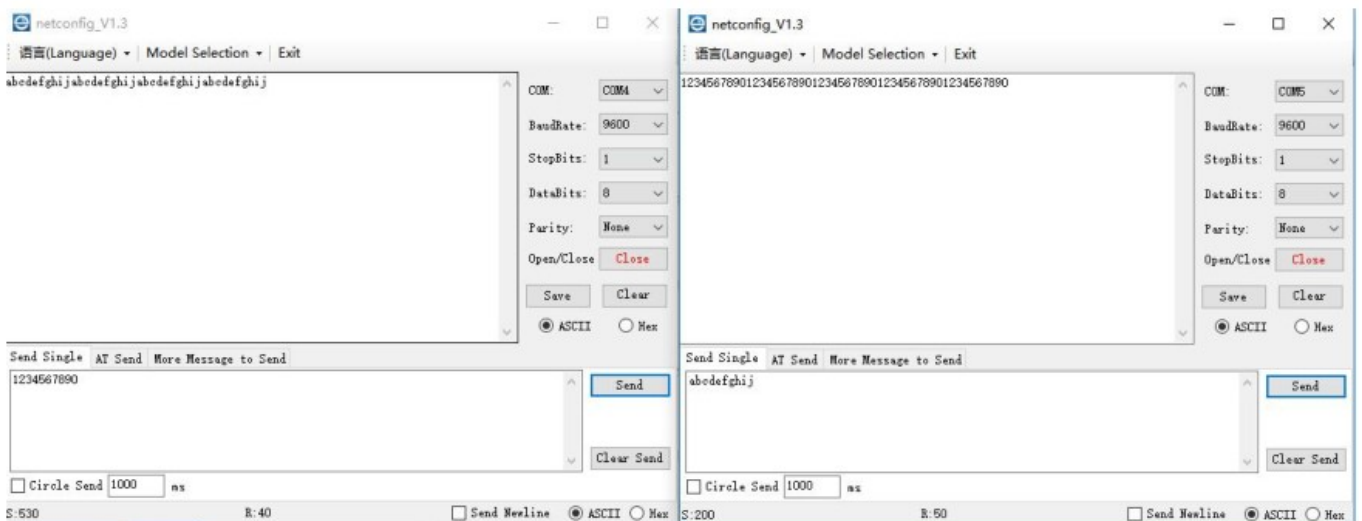 netconfig_V1.3
语言(Language) Model Selection Exit
abcdefghijabcdefghijabcdefghijabcdefghij
COM: COM4
BaudRate: 9600
StopBits: 1
DataBits: 8
Parity: None
Open/Close Close
Save Clear
ASCII Hex
Send Single AT Send More Message to Send
1234567890
Send
Clear Send
Circle Send 1000 ms
S:530 R:40 Send Newline ASCII Hex
netconfig_V1.3
语言(Language) Model Selection Exit
12345678901234567890123456789012345678901234567890
COM: COM5
BaudRate: 9600
StopBits: 1
DataBits: 8
Parity: None
Open/Close Close
Save Clear
ASCII Hex
Send Single AT Send More Message to Send
abcdefghij
Send
Clear Send
Circle Send 1000 ms
S:200 R:50 Send Newline ASCII Hex